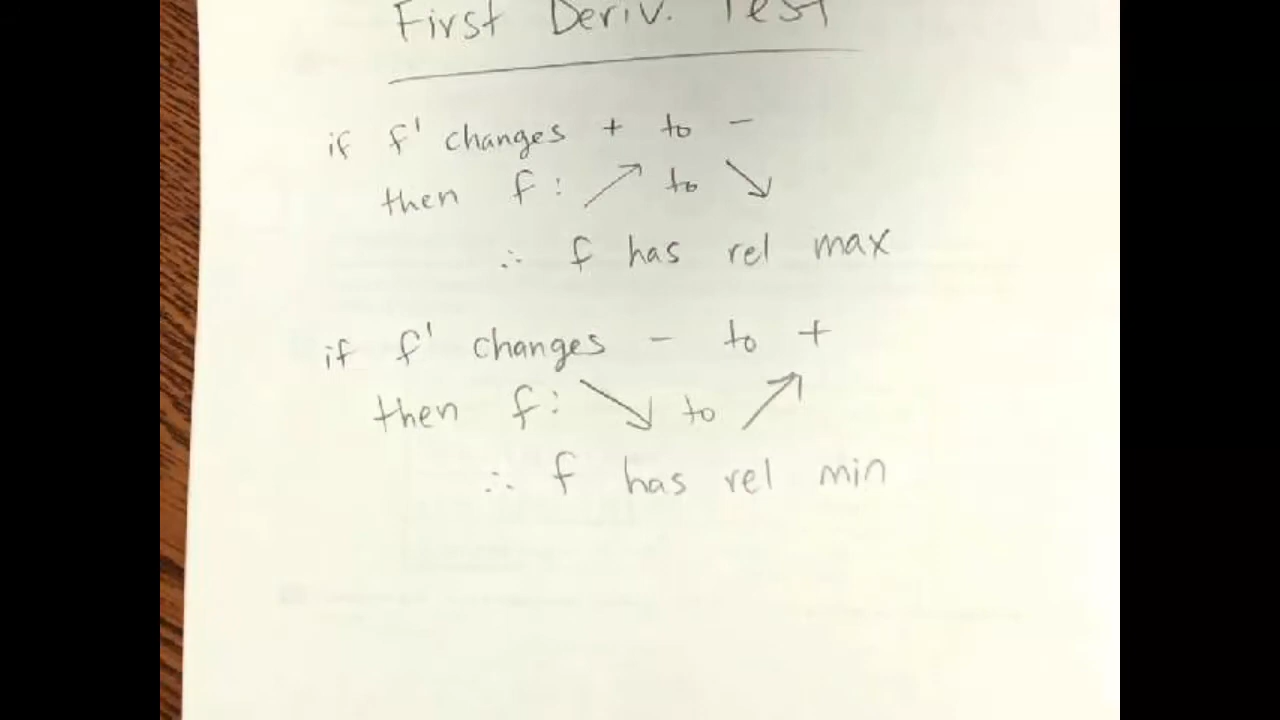 First Deriv. Test
if f' changes + to -
then f: ↗ to ↘
∴ f has rel max
if f' changes - to +
then f: ↘ to ↗
∴ f has rel min